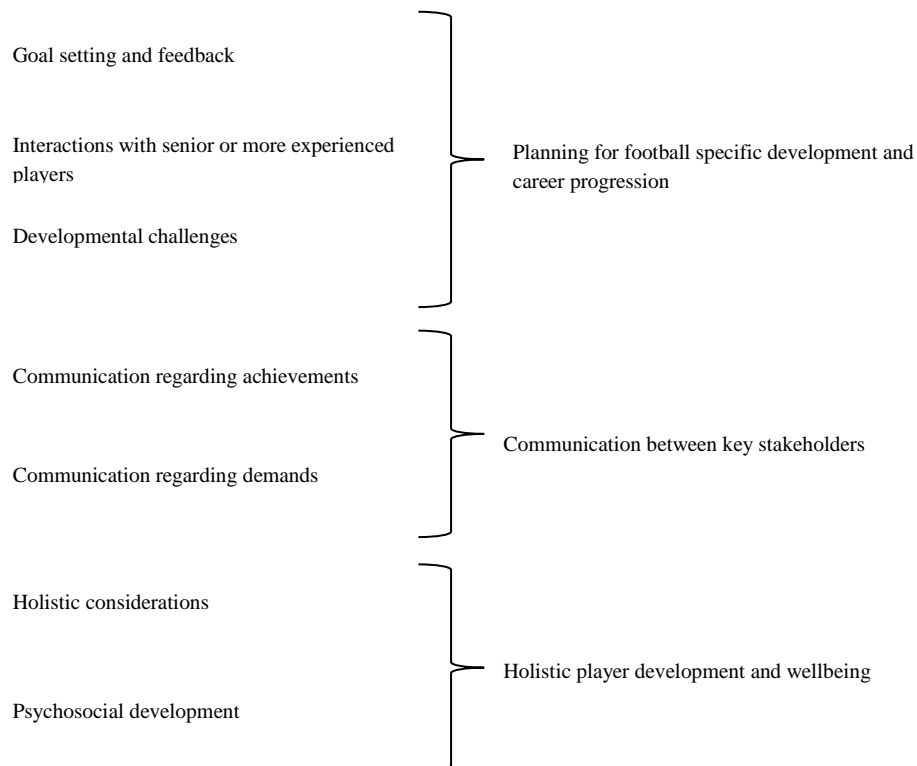 Goal setting and feedback
Interactions with senior or more experienced
players
Developmental challenges
Planning for football specific development and
career progression
Communication regarding achievements
Communication regarding demands
Communication between key stakeholders
Holistic considerations
Psychosocial development
Holistic player development and wellbeing